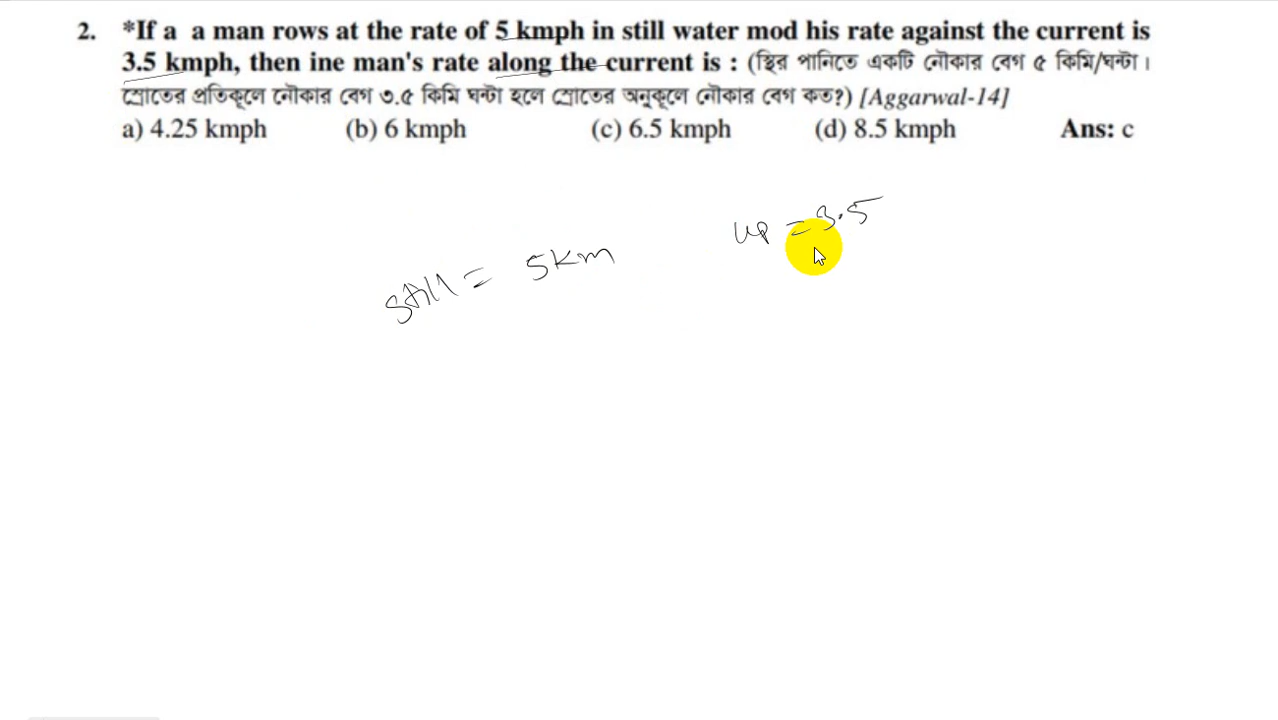 2. *If a a man rows at the rate of 5 kmph in still water mod his rate against the current is
3.5 kmph, then ine man's rate along the current is : (স্থির পানিতে একটি নৌকার বেগ ৫ কিমি/ঘন্টা।
স্রোতের প্রতিকূলে নৌকার বেগ ৩.৫ কিমি ঘন্টা হলে স্রোতের অনুকূলে নৌকার বেগ কত?) [Aggarwal-14]
a) 4.25 kmph (b) 6 kmph (c) 6.5 kmph (d) 8.5 kmph Ans: c
up = 3.5
still = 5km